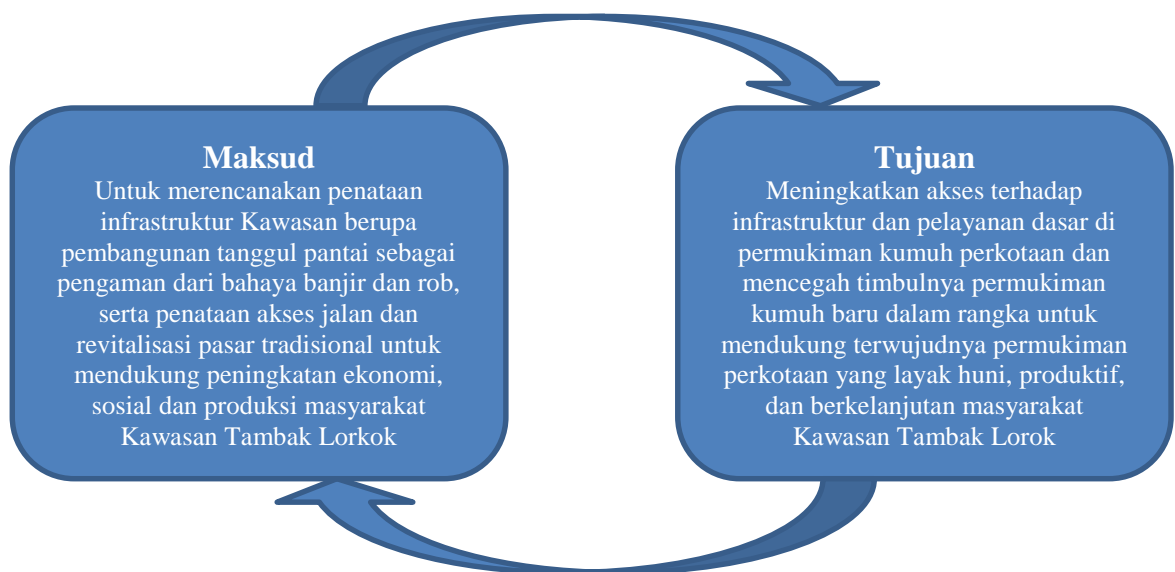 Maksud
Untuk merencanakan penataan
infrastruktur Kawasan berupa
pembangunan tanggul pantai sebagai
pengaman dari bahaya banjir dan rob,
serta penataan akses jalan dan
revitalisasi pasar tradisional untuk
mendukung peningkatan ekonomi,
sosial dan produksi masyarakat
Kawasan Tambak Lorkok
Tujuan
Meningkatkan akses terhadap
infrastruktur dan pelayanan dasar di
permukiman kumuh perkotaan dan
mencegah timbulnya permukiman
kumuh baru dalam rangka untuk
mendukung terwujudnya permukiman
perkotaan yang layak huni, produktif,
dan berkelanjutan masyarakat
Kawasan Tambak Lorok